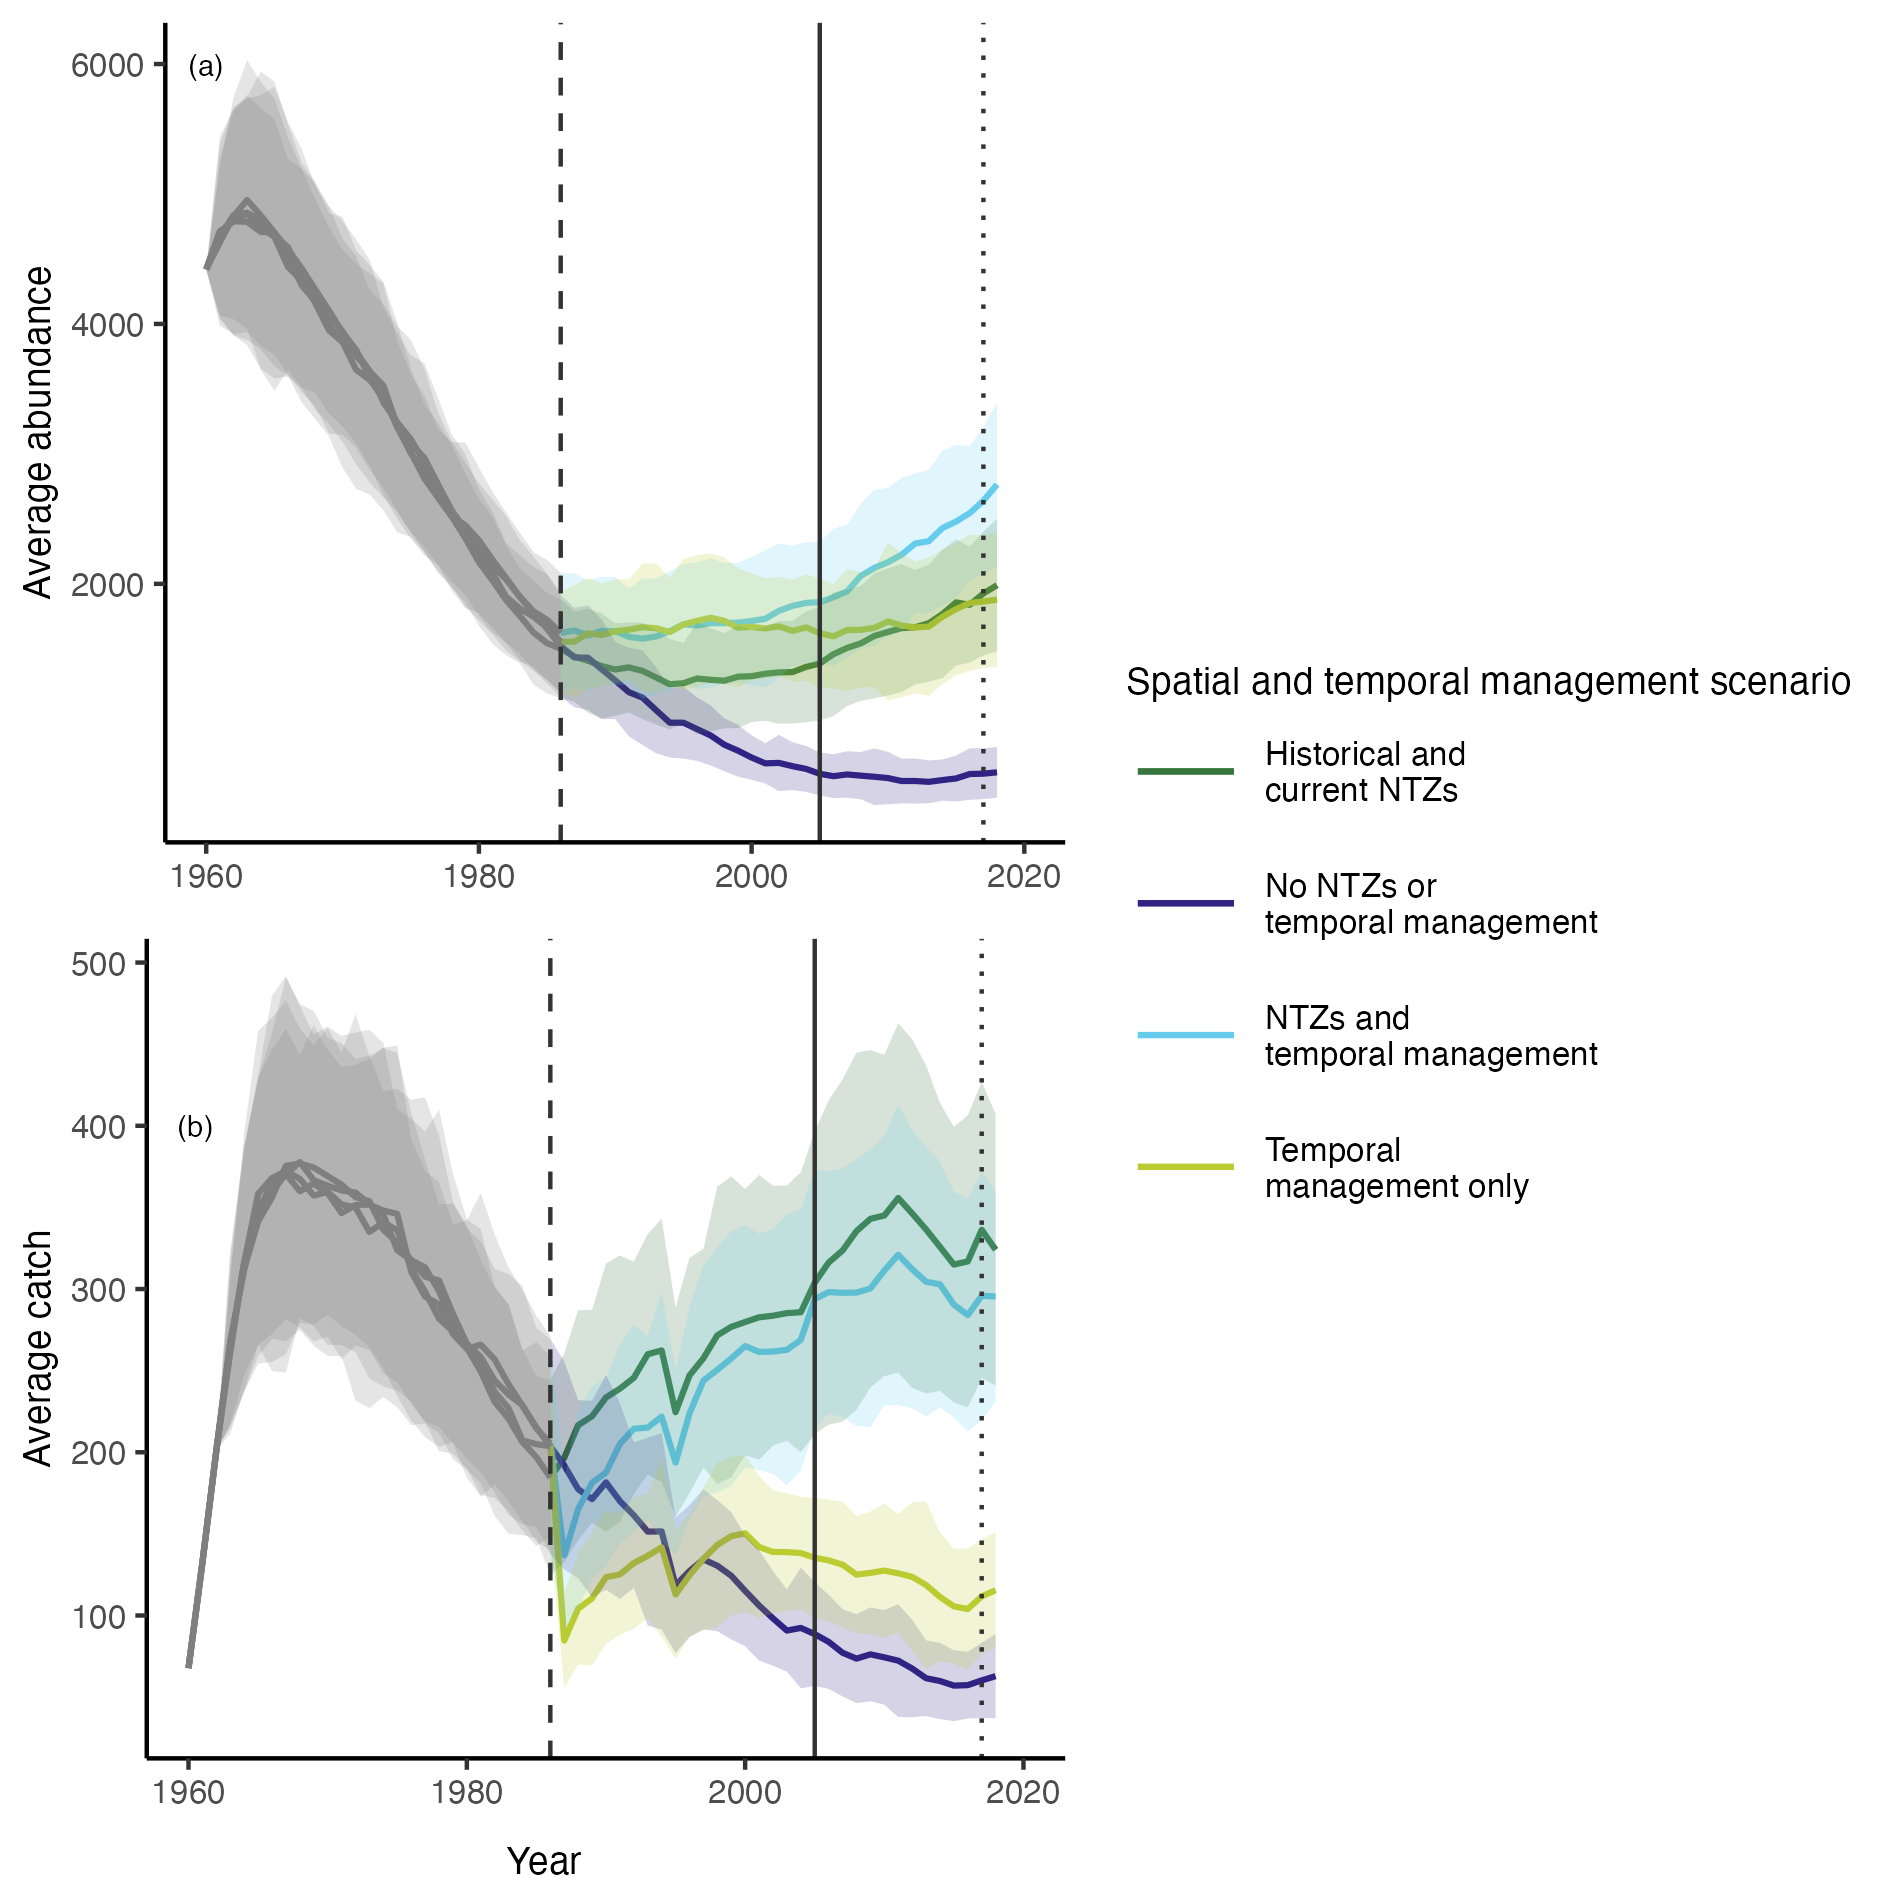 (a)
6000
4000
2000
Average abundance
1960 1980 2000 2020
Spatial and temporal management scenario
Historical and
current NTZs
No NTZs or
temporal management
NTZs and
temporal management
Temporal
management only
(b)
500
400
300
200
100
Average catch
1960 1980 2000 2020
Year